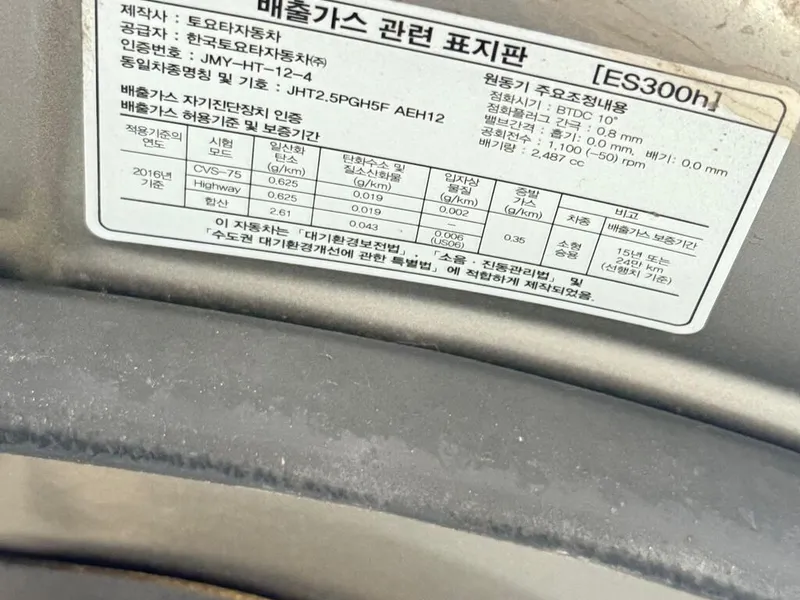 배출가스 관련 표지판
[ES300h]
제작사 : 토요타자동차
공급자 : 한국토요타자동차㈜
인증번호 : JMY-HT-12-4
동일차종명칭 및 기호 : JHT2.5PGH5F AEH12
원동기 주요조정내용
점화시기 : BTDC 10°
점화플러그 간극 : 0.8 mm
밸브간격 : 흡기: 0.0 mm, 배기: 0.0 mm
공회전수 : 1,100 (-50) rpm
배기량 : 2,487 cc
배출가스 자기진단장치 인증
배출가스 허용기준 및 보증기간
적용기준의 연도 시험 모드 일산화 탄소 (g/km) 탄화수소 및 질소산화물 (g/km) 입자상 물질 (g/km) 증발 가스 (g/km) 비고
차종 배출가스 보증기간
2016년 기준 CVS-75 0.625 0.019 0.002 0.35 소형 승용 15년 또는 24만 km (선행치 기준)
Highway 0.625 0.019 –
합산 2.61 0.043 0.006 (US06)
이 자동차는 「대기환경보전법」, 「소음ㆍ진동관리법」 및
「수도권 대기환경개선에 관한 특별법」에 적합하게 제작되었음.